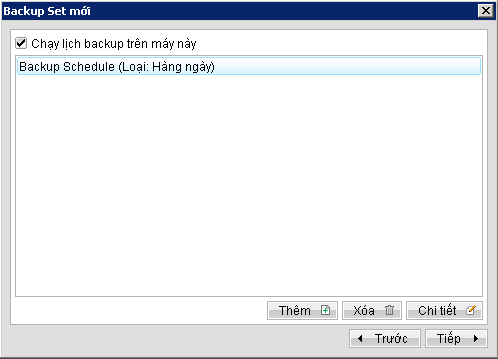 Backup Set mới
Chạy lịch backup trên máy này
Backup Schedule (Loại: Hàng ngày)
Thêm Xóa Chi tiết
Trước Tiếp